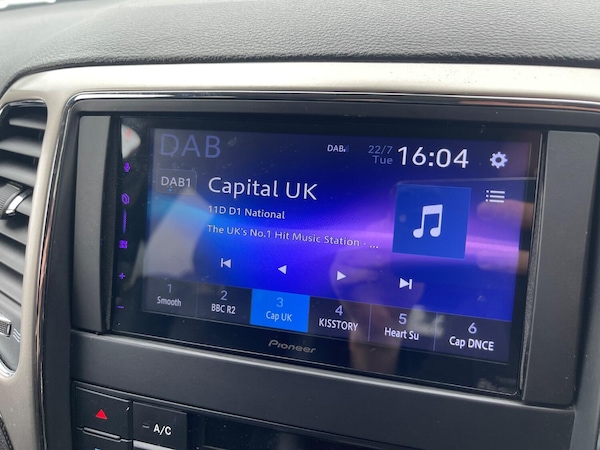 DAB
DAB
22/7
Tue
16:04
DAB1
Capital UK
11D D1 National
The UK's No.1 Hit Music Station - ...
1
Smooth
2
BBC R2
3
Cap UK
4
KISSTORY
5
Heart Su
6
Cap DNCE
Pioneer
A/C